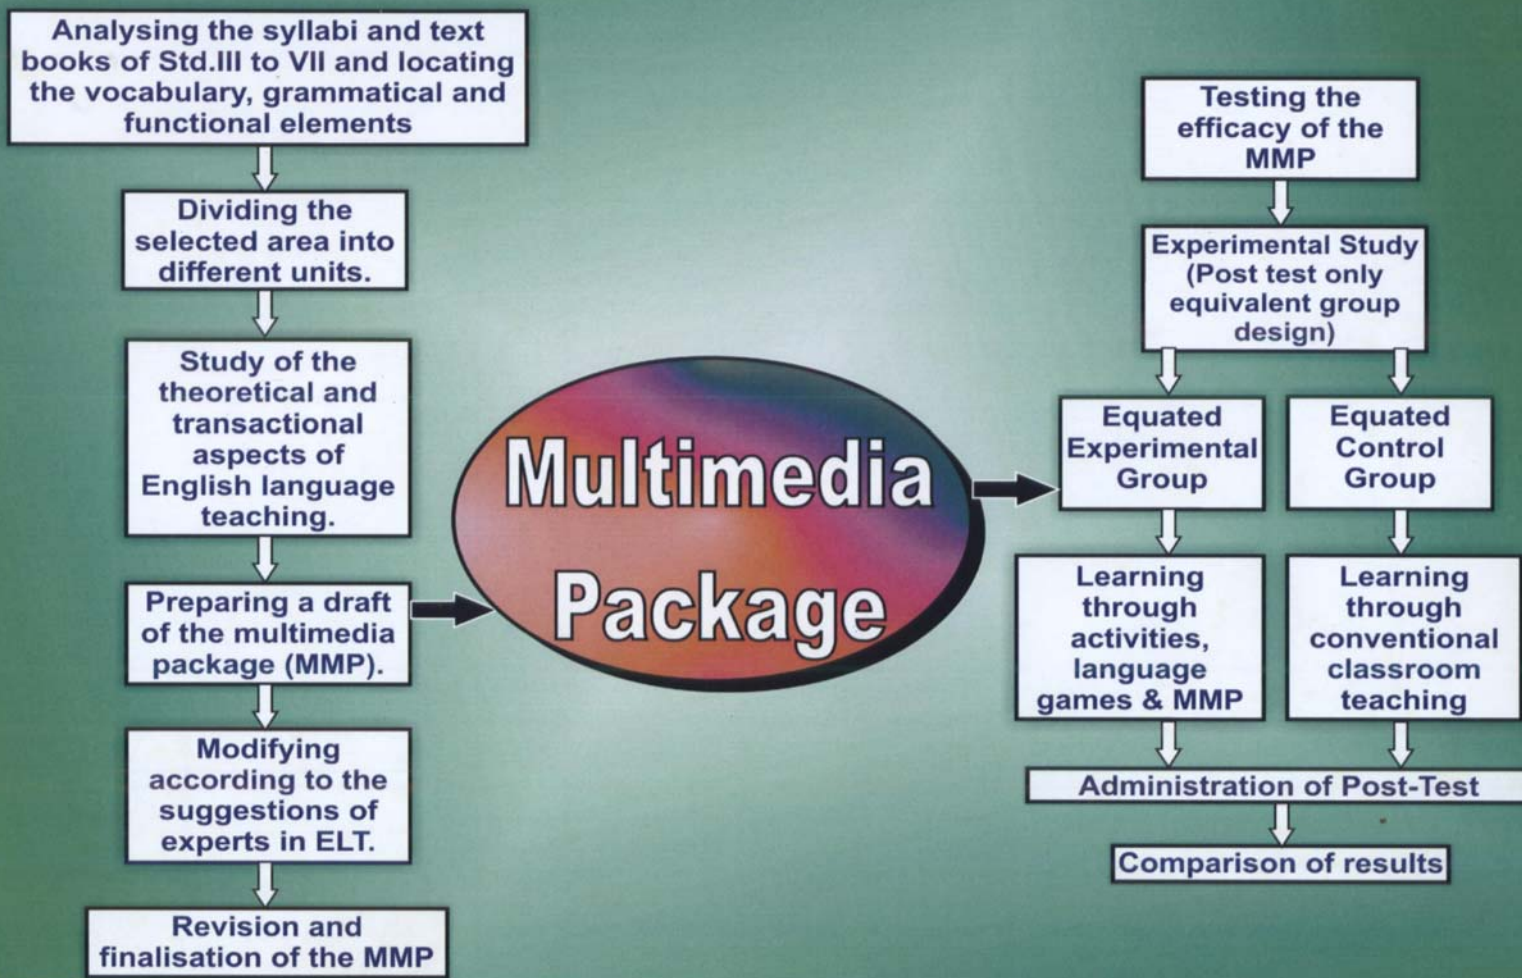 Analysing the syllabi and text
books of Std.III to VII and locating
the vocabulary, grammatical and
functional elements
Dividing the
selected area into
different units.
Study of the
theoretical and
transactional
aspects of
English language
teaching.
Preparing a draft
of the multimedia
package (MMP).
Modifying
according to the
suggestions of
experts in ELT.
Revision and
finalisation of the MMP
Multimedia
Package
Testing the
efficacy of the
MMP
Experimental Study
(Post test only
equivalent group
design)
Equated
Experimental
Group
Equated
Control
Group
Learning
through
activities,
language
games & MMP
Learning
through
conventional
classroom
teaching
Administration of Post-Test
Comparison of results